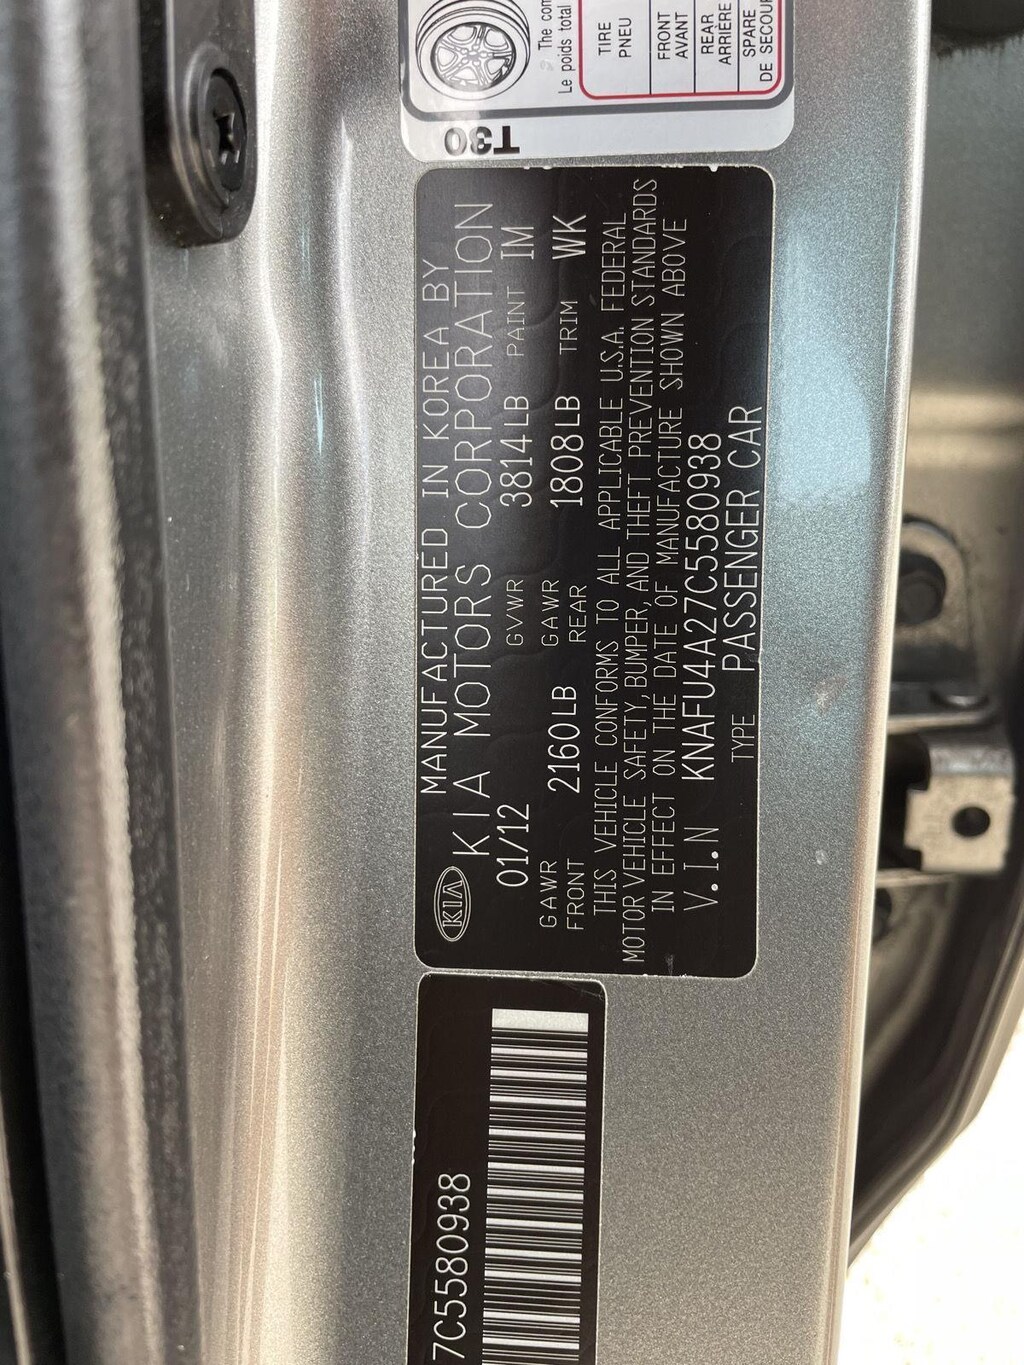 MANUFACTURED IN KOREA BY
KIA KIA MOTORS CORPORATION
01/12 GVWR 3814LB PAINT IM
GAWR FRONT 2160LB GAWR REAR 1808LB TRIM WK
THIS VEHICLE CONFORMS TO ALL APPLICABLE U.S.A. FEDERAL
MOTOR VEHICLE SAFETY, BUMPER, AND THEFT PREVENTION STANDARDS
IN EFFECT ON THE DATE OF MANUFACTURE SHOWN ABOVE
V.I.N KNAFU4A27C5580938
TYPE PASSENGER CAR
7C5580938
T30
The com
Le poids total
TIRE
PNEU
FRONT
AVANT
REAR
ARRIÈRE
SPARE
DE SECOUR